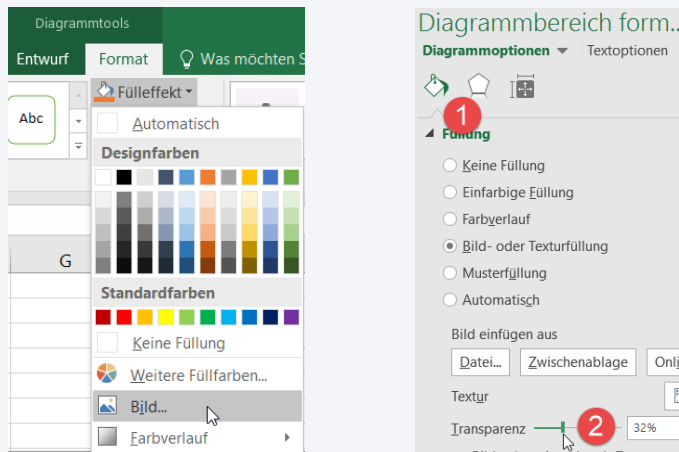 Diagrammtools
Entwurf Format Was möchten S
Fülleffekt
Abc
Automatisch
Designfarben
G
Standardfarben
Keine Füllung
Weitere Füllfarben...
Bild...
Farbverlauf
Diagrammbereich form...
Diagrammoptionen Textoptionen
1
Füllung
Keine Füllung
Einfarbige Füllung
Farbverlauf
Bild- oder Texturfüllung
Musterfüllung
Automatisch
Bild einfügen aus
Datei... Zwischenablage Onli
Textur
Transparenz 2 32%